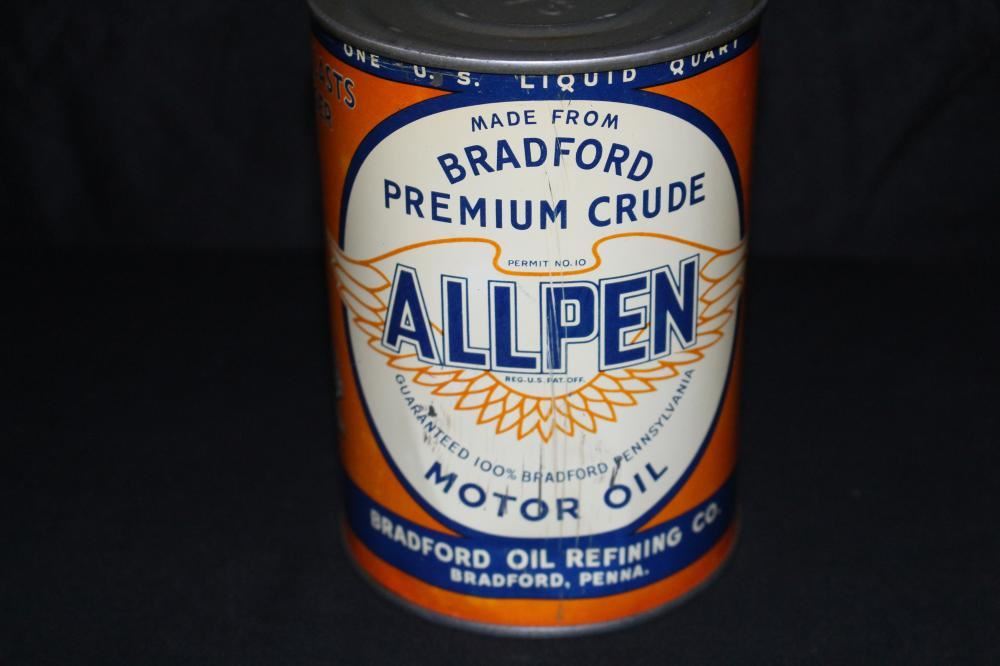 ONE U.S. LIQUID QUART
MADE FROM
BRADFORD
PREMIUM CRUDE
PERMIT NO. 10
ALLPEN
REG. U.S. PAT. OFF.
GUARANTEED 100% BRADFORD PENNSYLVANIA
MOTOR OIL
BRADFORD OIL REFINING CO.
BRADFORD, PENNA.